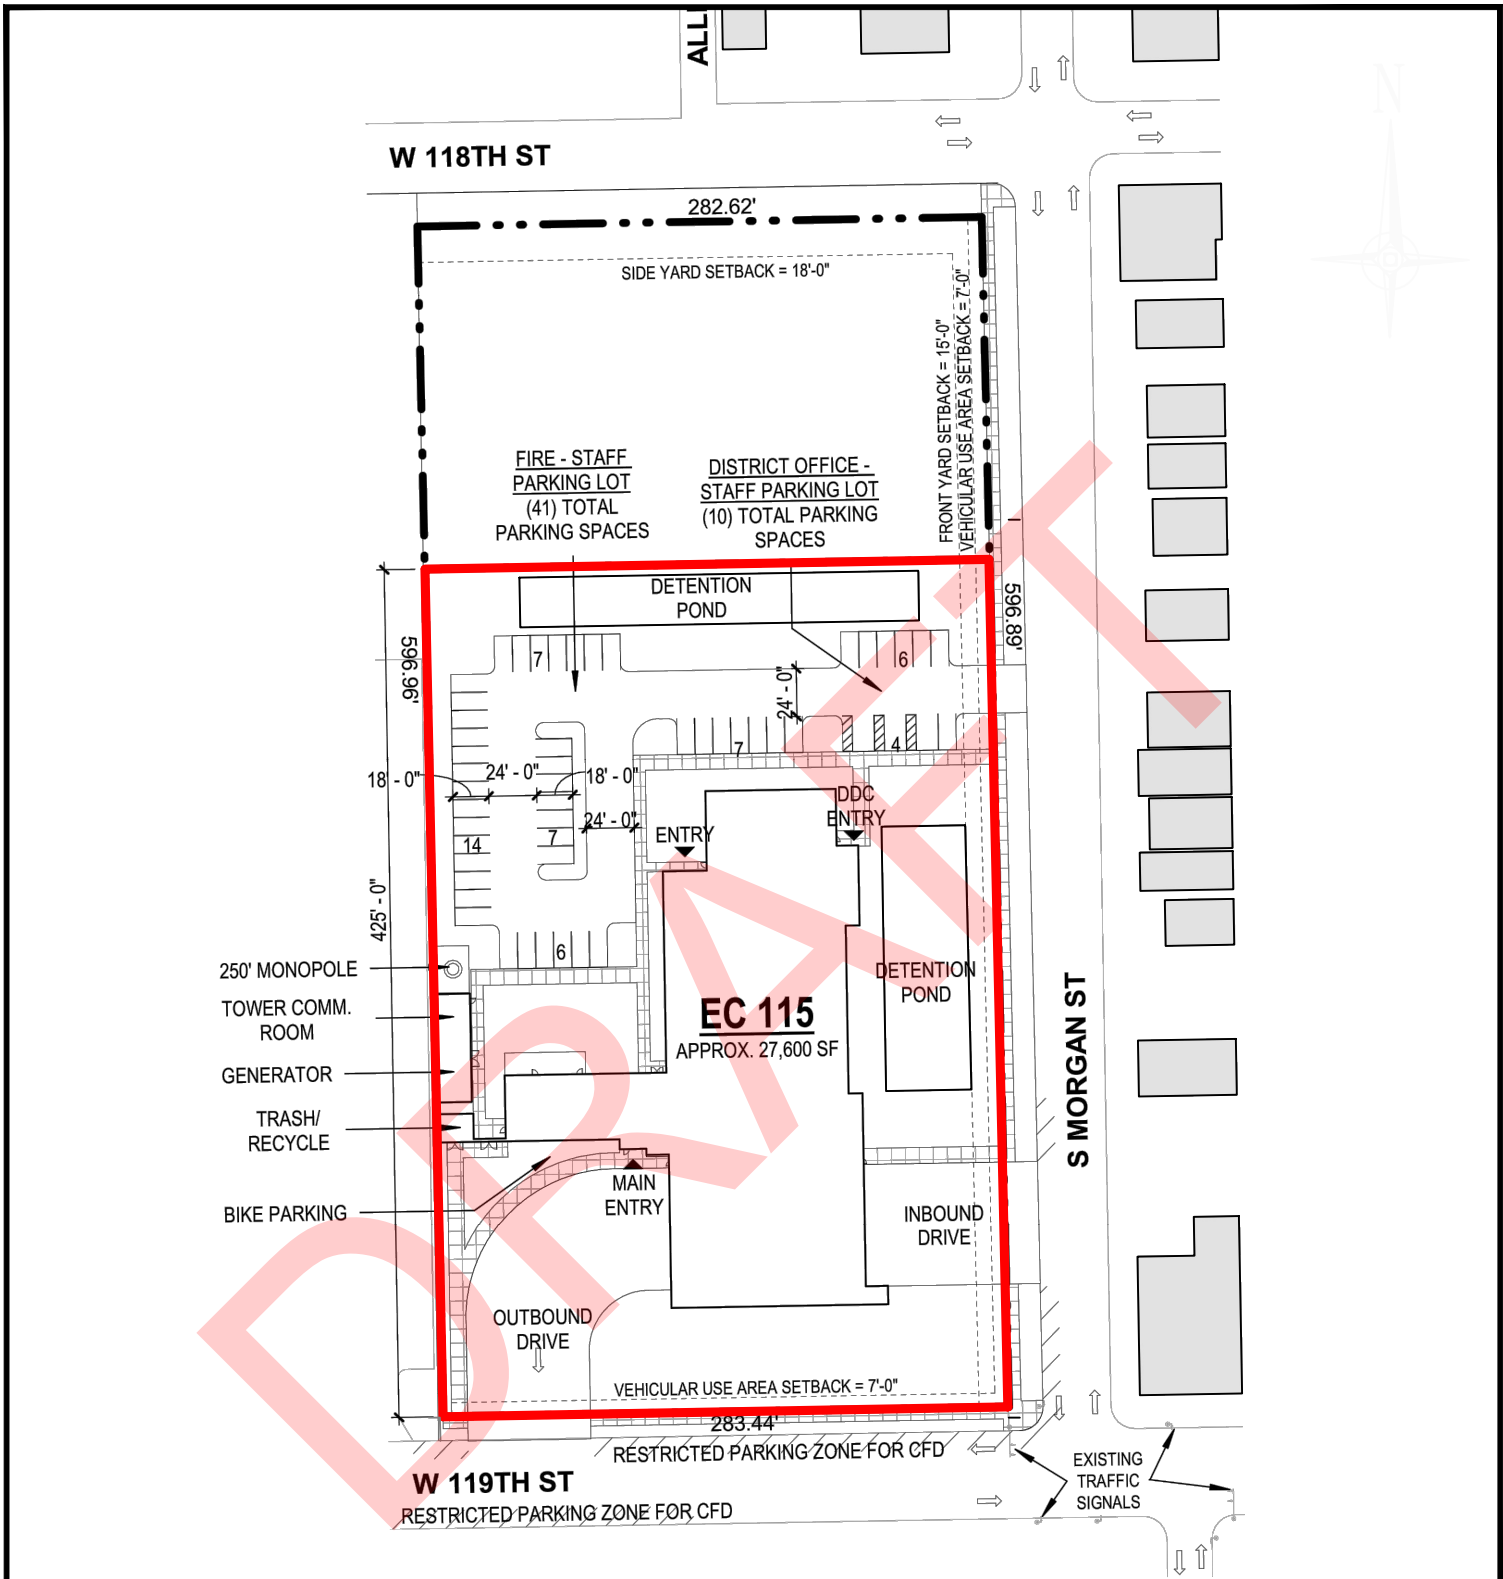 ALLE
N
W 118TH ST
282.62'
SIDE YARD SETBACK = 18'-0"
FRONT YARD SETBACK = 15'-0"
VEHICULAR USE AREA SETBACK = 7'-0"
FIRE - STAFF
PARKING LOT
(41) TOTAL
PARKING SPACES
DISTRICT OFFICE -
STAFF PARKING LOT
(10) TOTAL PARKING
SPACES
DETENTION
POND
596.96'
596.89'
7
6
24' - 0"
7
4
18' - 0"
24' - 0"
18' - 0"
24' - 0"
14
7
6
ENTRY
DDC
ENTRY
425' - 0"
250' MONOPOLE
TOWER COMM.
ROOM
GENERATOR
TRASH/
RECYCLE
BIKE PARKING
EC 115
APPROX. 27,600 SF
DETENTION
POND
S MORGAN ST
MAIN
ENTRY
INBOUND
DRIVE
OUTBOUND
DRIVE
VEHICULAR USE AREA SETBACK = 7'-0"
283.44'
RESTRICTED PARKING ZONE FOR CFD
W 119TH ST
RESTRICTED PARKING ZONE FOR CFD
EXISTING
TRAFFIC
SIGNALS
DRAFT